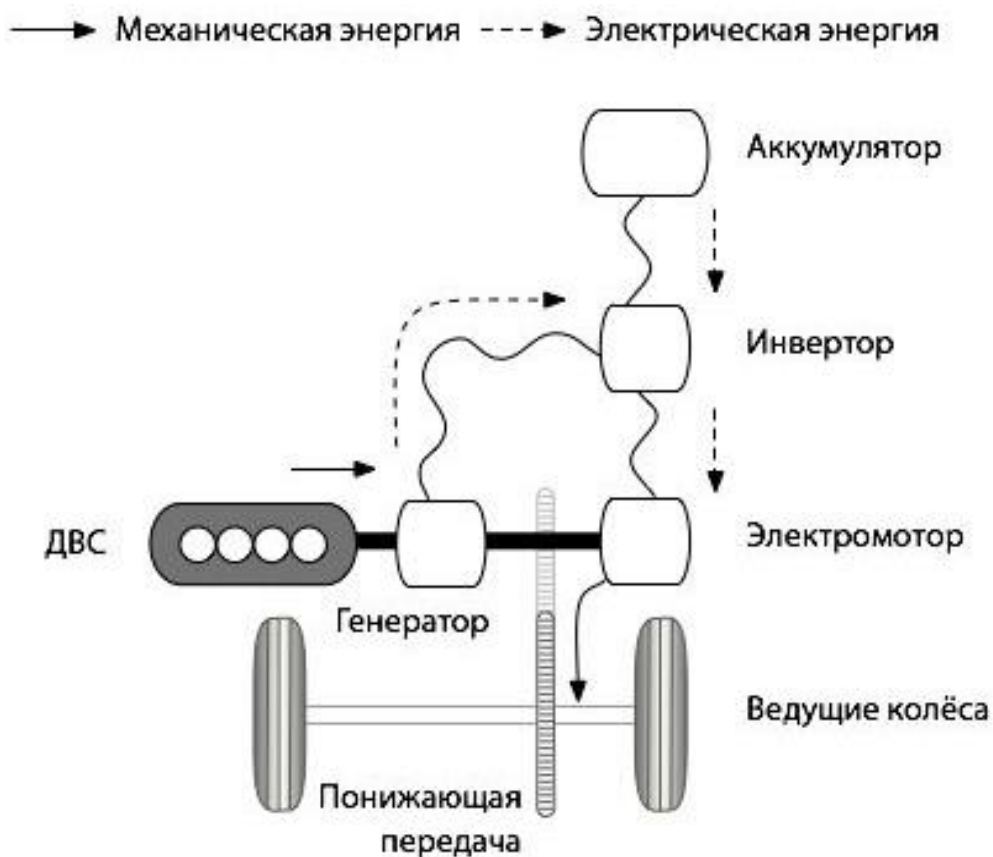 Механическая энергия Электрическая энергия
Аккумулятор
Инвертор
ДВС
Электромотор
Генератор
Ведущие колёса
Понижающая
передача